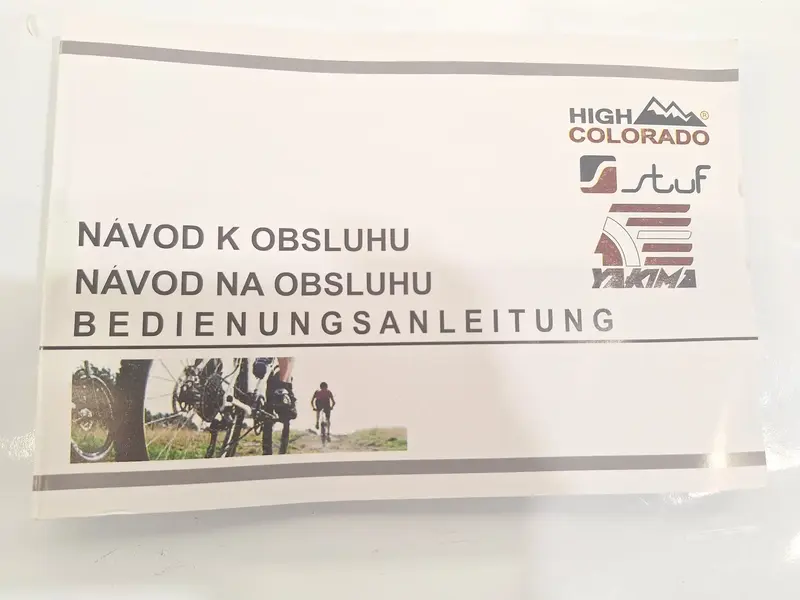 HIGH ®
COLORADO
stuf
YAKIMA
NÁVOD K OBSLUHU
NÁVOD NA OBSLUHU
BEDIENUNGSANLEITUNG